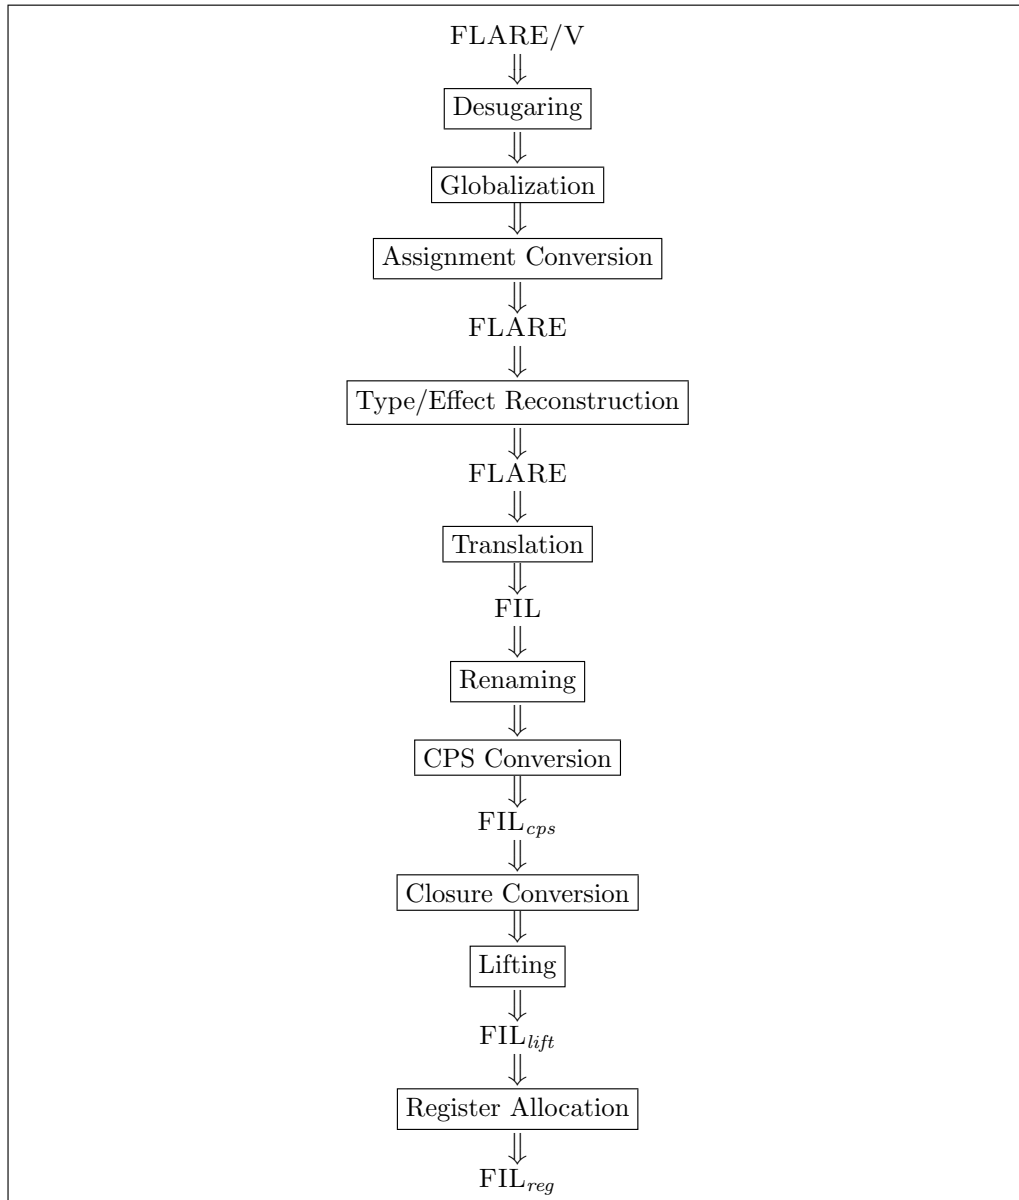 FLARE/V
Desugaring
Globalization
Assignment Conversion
FLARE
Type/Effect Reconstruction
FLARE
Translation
FIL
Renaming
CPS Conversion
FIL_cps
Closure Conversion
Lifting
FIL_lift
Register Allocation
FIL_reg